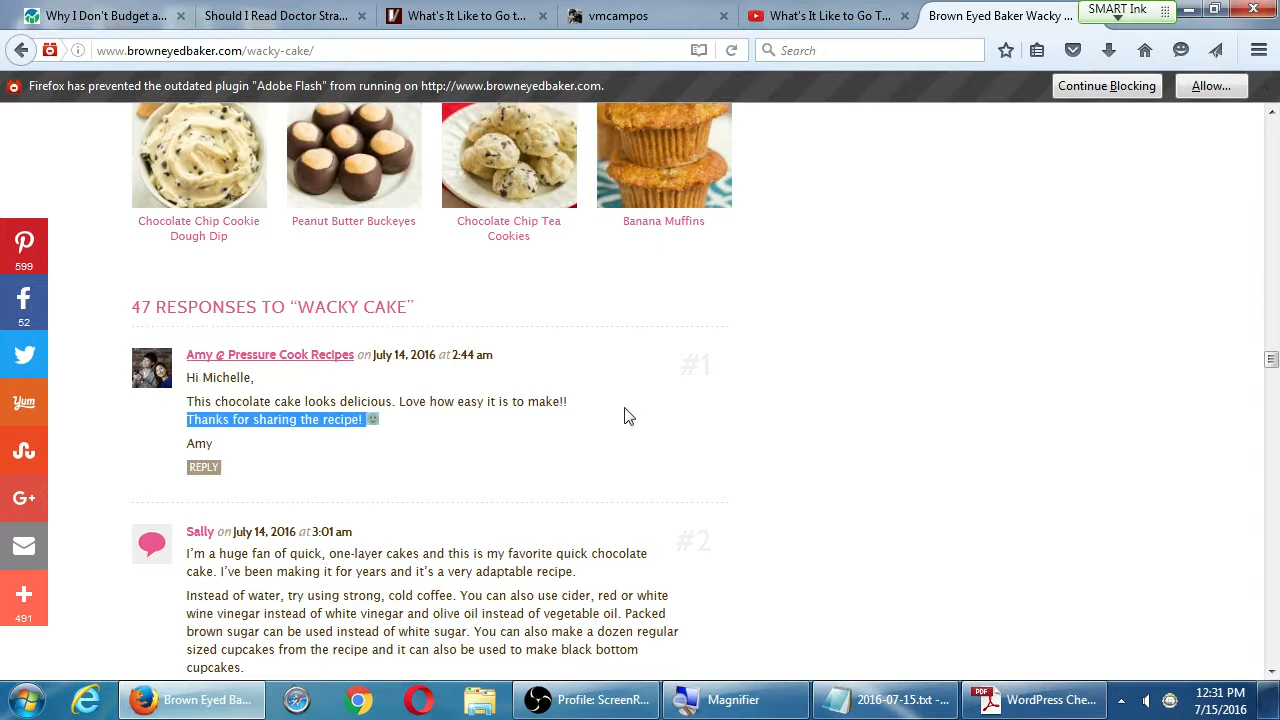 Why I Don't Budget a...
Should I Read Doctor Stra...
What's It Like to Go t...
vmcampos
What's It Like to Go T...
Brown Eyed Baker Wacky ...
SMART Ink
www.browneyedbaker.com/wacky-cake/
Search
Firefox has prevented the outdated plugin "Adobe Flash" from running on http://www.browneyedbaker.com.
Continue Blocking
Allow...
Chocolate Chip Cookie
Dough Dip
Peanut Butter Buckeyes
Chocolate Chip Tea
Cookies
Banana Muffins
599
52
Yum
G+
491
47 RESPONSES TO “WACKY CAKE”
Amy @ Pressure Cook Recipes on July 14, 2016 at 2:44 am
#1
Hi Michelle,
This chocolate cake looks delicious. Love how easy it is to make!!
Thanks for sharing the recipe!
Amy
REPLY
Sally on July 14, 2016 at 3:01 am
#2
I’m a huge fan of quick, one-layer cakes and this is my favorite quick chocolate
cake. I’ve been making it for years and it’s a very adaptable recipe.
Instead of water, try using strong, cold coffee. You can also use cider, red or white
wine vinegar instead of white vinegar and olive oil instead of vegetable oil. Packed
brown sugar can be used instead of white sugar. You can also make a dozen regular
sized cupcakes from the recipe and it can also be used to make black bottom
cupcakes.
Brown Eyed Ba...
Profile: ScreenR...
Magnifier
2016-07-15.txt -...
WordPress Che...
12:31 PM
7/15/2016